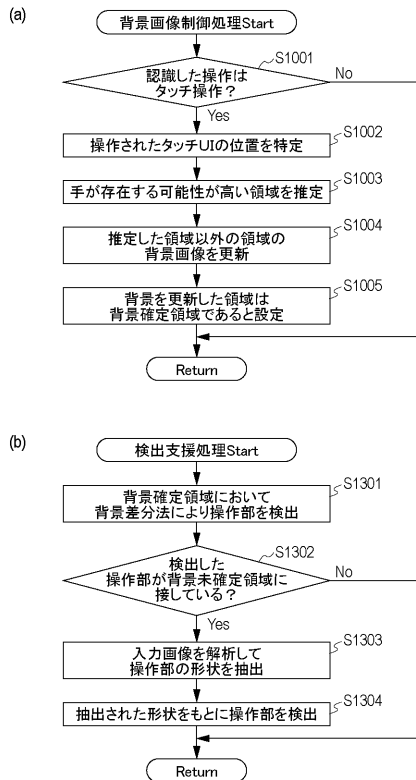 (a)
背景画像制御処理Start
S1001
認識した操作は
タッチ操作？
No
Yes
S1002
操作されたタッチUIの位置を特定
S1003
手が存在する可能性が高い領域を推定
S1004
推定した領域以外の領域の
背景画像を更新
S1005
背景を更新した領域は
背景確定領域であると設定
Return
(b)
検出支援処理Start
S1301
背景確定領域において
背景差分法により操作部を検出
S1302
検出した
操作部が背景未確定領域に
接している？
No
Yes
S1303
入力画像を解析して
操作部の形状を抽出
S1304
抽出された形状をもとに操作部を検出
Return